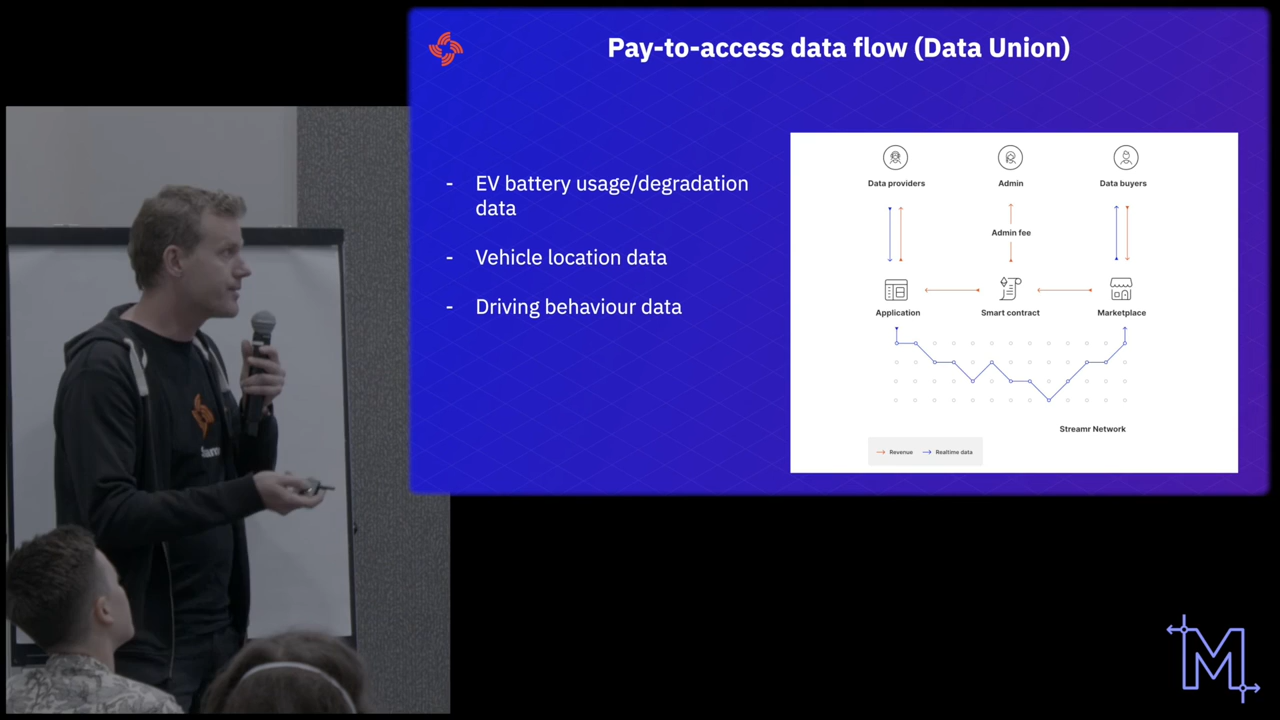 Pay-to-access data flow (Data Union)
- EV battery usage/degradation
data
- Vehicle location data
- Driving behaviour data
Data providers
Admin
Data buyers
Admin fee
Application
Smart contract
Marketplace
Streamr Network
Revenue
Realtime data
M